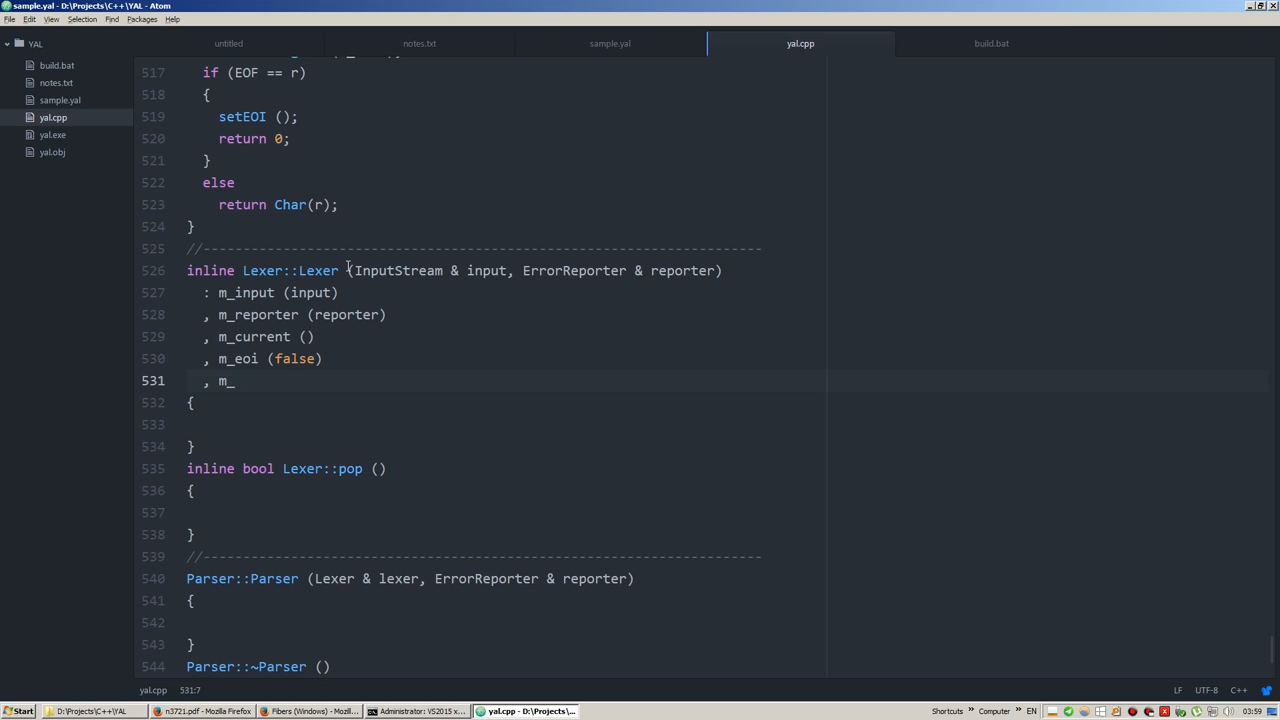 sample.yal - D:\Projects\C++\YAL - Atom
File Edit View Selection Find Packages Help
YAL
untitled notes.txt sample.yal yal.cpp build.bat
build.bat
notes.txt
sample.yal
yal.cpp
yal.exe
yal.obj
517 if (EOF == r)
518 {
519 setEOI ();
520 return 0;
521 }
522 else
523 return Char(r);
524 }
525 //----------------------------------------------------------------------
526 inline Lexer::Lexer (InputStream & input, ErrorReporter & reporter)
527 : m_input (input)
528 , m_reporter (reporter)
529 , m_current ()
530 , m_eoi (false)
531 , m_
532 {
533
534 }
535 inline bool Lexer::pop ()
536 {
537
538 }
539 //----------------------------------------------------------------------
540 Parser::Parser (Lexer & lexer, ErrorReporter & reporter)
541 {
542
543 }
544 Parser::~Parser ()
yal.cpp 531:7 LF UTF-8 C++
Start D:\Projects\C++\YAL n3721.pdf - Mozilla Firefox Fibers (Windows) - Mozill... Administrator: VS2015 x... yal.cpp - D:\Projects\... Shortcuts » Computer » EN 03:59